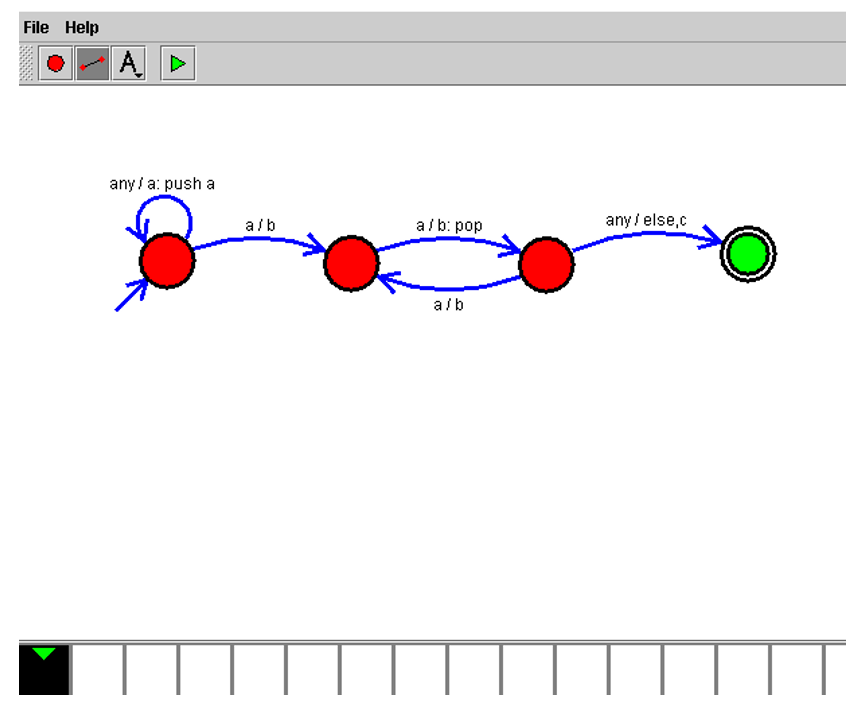 File Help
A
any / a: push a
a / b
a / b: pop
any / else,c
a / b